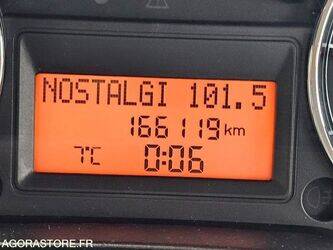 NOSTALGI 101.5
166119 km
7°C 0:06
AGORASTORE.FR